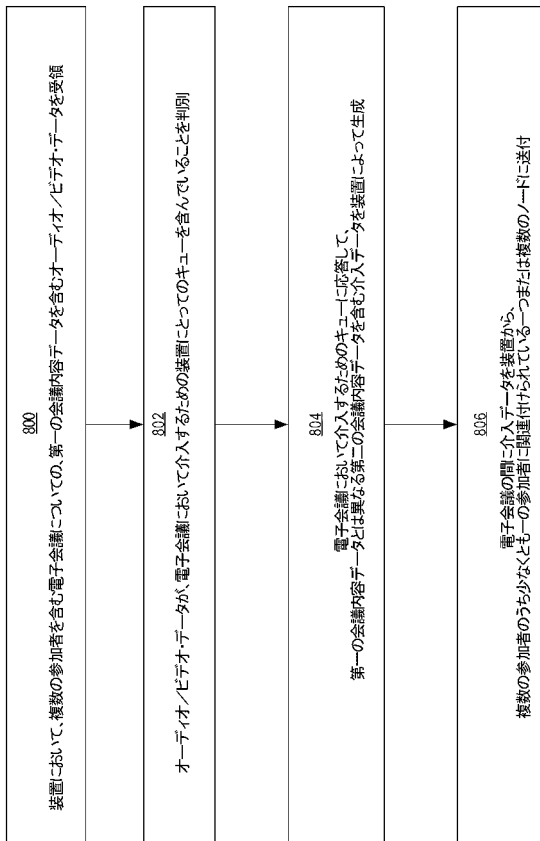 800
装置において、複数の参加者を含む電子会議についての、第一の会議内容データを含むオーディオ／ビデオ・データを受領
802
オーディオ／ビデオ・データが、電子会議において介入するための装置にとってのキューを含んでいることを判別
804
電子会議において介入するためのキューに応答して、
第一の会議内容データとは異なる第二の会議内容データを含む介入データを装置によって生成
806
電子会議の間に介入データを装置から、
複数の参加者のうち少なくとも一の参加者に関連付けられている一つまたは複数のノードに送付